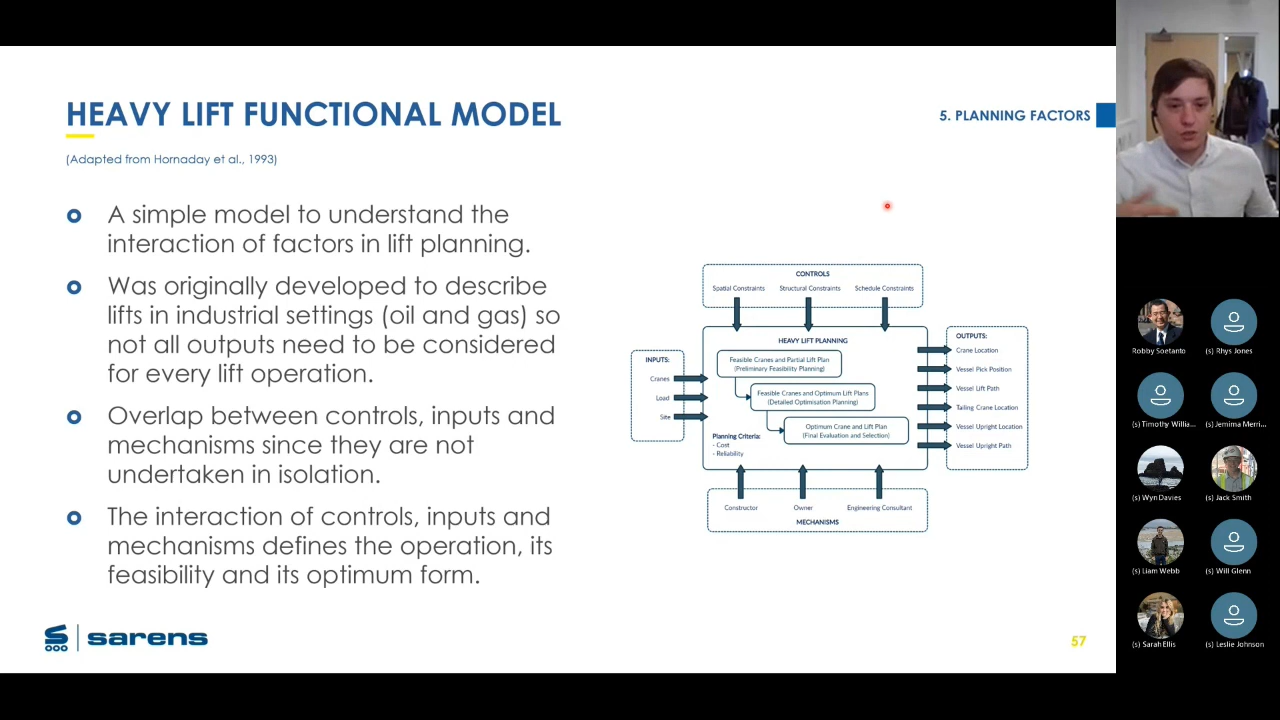 HEAVY LIFT FUNCTIONAL MODEL
5. PLANNING FACTORS
(Adapted from Hornaday et al., 1993)
A simple model to understand the
interaction of factors in lift planning.
Was originally developed to describe
lifts in industrial settings (oil and gas) so
not all outputs need to be considered
for every lift operation.
Overlap between controls, inputs and
mechanisms since they are not
undertaken in isolation.
The interaction of controls, inputs and
mechanisms defines the operation, its
feasibility and its optimum form.
CONTROLS
Spatial Constraints Structural Constraints Schedule Constraints
INPUTS:
Cranes
Load
Site
HEAVY LIFT PLANNING
Feasible Cranes and Partial Lift Plan
(Preliminary Feasibility Planning)
Feasible Cranes and Optimum Lift Plans
(Detailed Optimisation Planning)
Optimum Crane and Lift Plan
(Final Evaluation and Selection)
Planning Criteria:
- Cost
- Reliability
OUTPUTS:
Crane Location
Vessel Pick Position
Vessel Lift Path
Tailing Crane Location
Vessel Upright Location
Vessel Upright Path
Constructor Owner Engineering Consultant
MECHANISMS
sarens
57
Robby Soetanto (s) Rhys Jones
(s) Timothy Willia... (s) Jemima Merri...
(s) Wyn Davies (s) Jack Smith
(s) Liam Webb (s) Will Glenn
(s) Sarah Ellis (s) Leslie Johnson